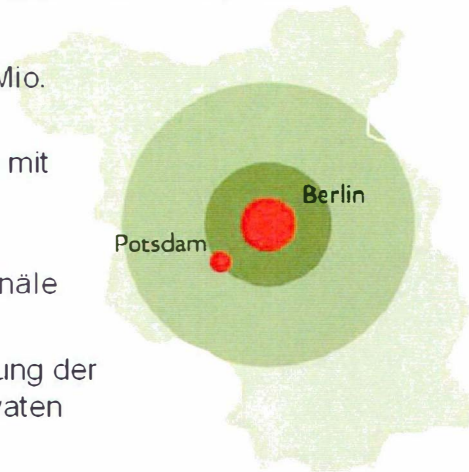 Mio.
mit
Berlin
Potsdam
näle
ung der
vaten